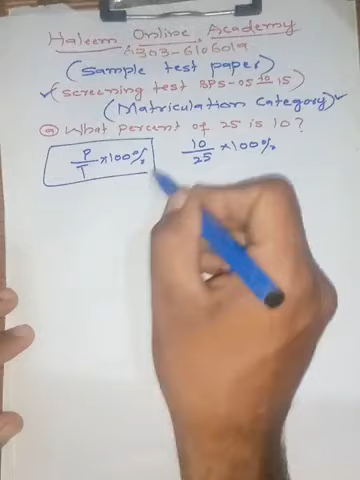 Haleem Online Academy
0303-6106019
(Sample test paper)
(Screening test BPS-05 to 15)
(Matriculation Category)
Q What percent of 25 is 10?
P/T × 100% 10/25 × 100%